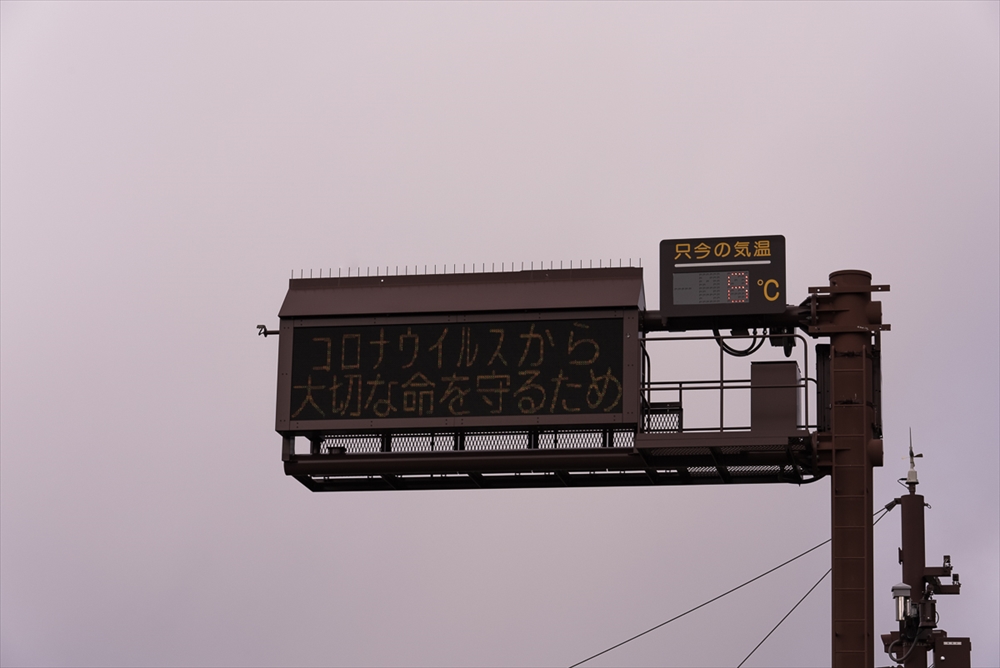 只今の気温
8 ℃
コロナウイルスから
大切な命を守るため